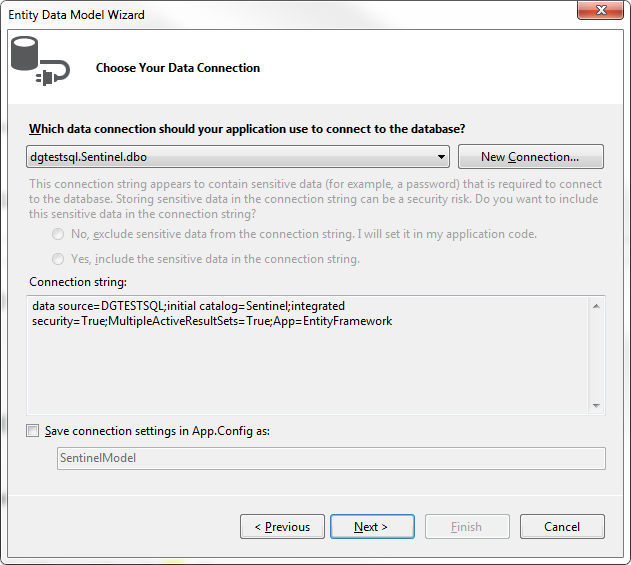 Entity Data Model Wizard
Choose Your Data Connection
Which data connection should your application use to connect to the database?
dgtestsql.Sentinel.dbo
New Connection...
This connection string appears to contain sensitive data (for example, a password) that is required to connect
to the database. Storing sensitive data in the connection string can be a security risk. Do you want to include
this sensitive data in the connection string?
No, exclude sensitive data from the connection string. I will set it in my application code.
Yes, include the sensitive data in the connection string.
Connection string:
data source=DGTESTSQL;initial catalog=Sentinel;integrated
security=True;MultipleActiveResultSets=True;App=EntityFramework
Save connection settings in App.Config as:
SentinelModel
< Previous
Next >
Finish
Cancel